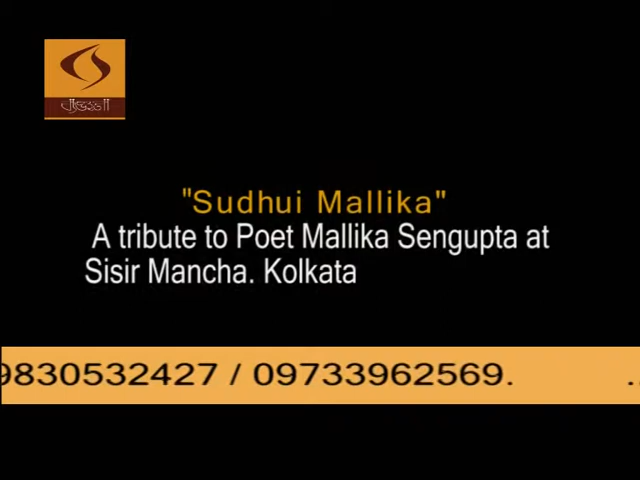 "Sudhui Mallika"
A tribute to Poet Mallika Sengupta at
Sisir Mancha. Kolkata
9830532427 / 09733962569.